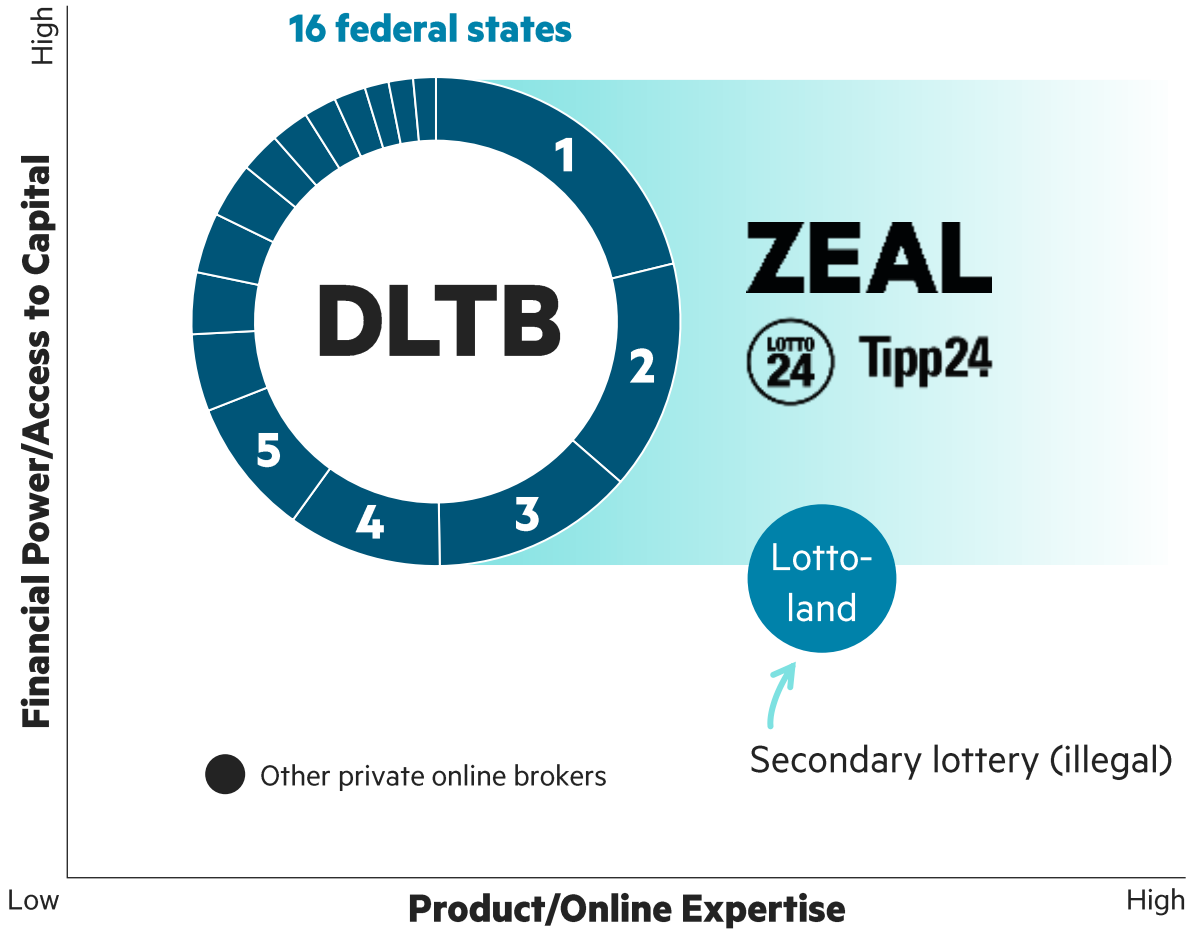 High
16 federal states
Financial Power/Access to Capital
1
2
3
4
5
DLTB
ZEAL
LOTTO
24
Tipp24
Lotto-
land
Secondary lottery (illegal)
Other private online brokers
Low
Product/Online Expertise
High